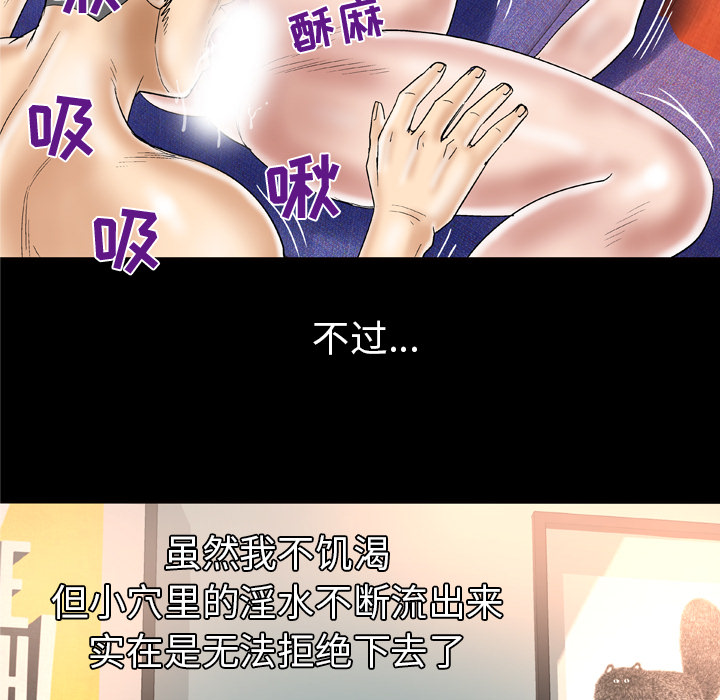 酥麻
吸
啾
吸
不过...
虽然我不饥渴
但小穴里的淫水不断流出来
实在是无法拒绝下去了